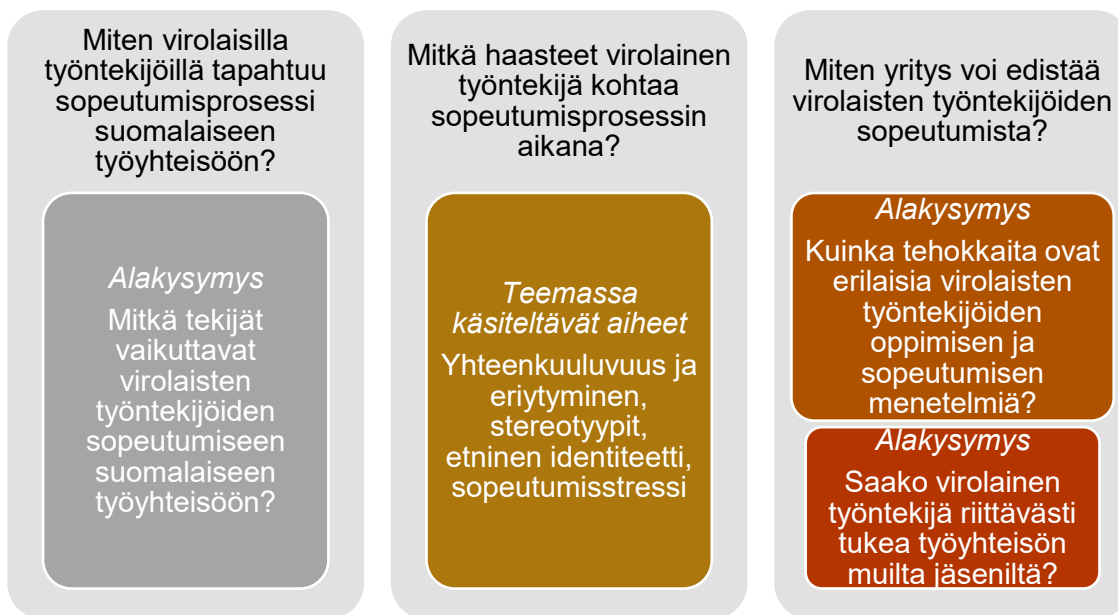 Miten virolaisilla
työntekijöillä tapahtuu
sopeutumisprosessi
suomalaiseen
työyhteisöön?
Alakysymys
Mitkä tekijät
vaikuttavat
virolaisten
työntekijöiden
sopeutumiseen
suomalaiseen
työyhteisöön?
Mitkä haasteet virolainen
työntekijä kohtaa
sopeutumisprosessin
aikana?
Teemassa
käsiteltävät aiheet
Yhteenkuuluvuus ja
eriytyminen,
stereotyypit,
etninen identiteetti,
sopeutumisstressi
Miten yritys voi edistää
virolaisten työntekijöiden
sopeutumista?
Alakysymys
Kuinka tehokkaita ovat
erilaisia virolaisten
työntekijöiden
oppimisen ja
sopeutumisen
menetelmiä?
Alakysymys
Saako virolainen
työntekijä riittävästi
tukea työyhteisön
muilta jäseniltä?